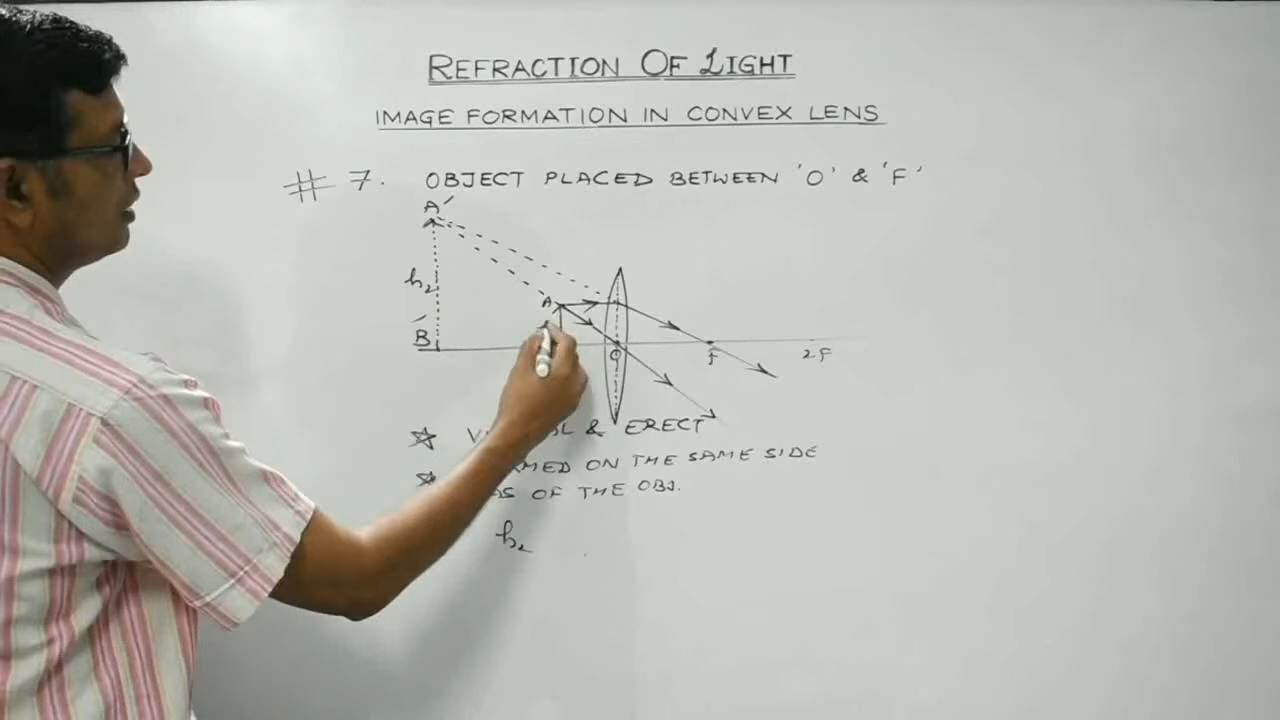 REFRACTION OF LIGHT
IMAGE FORMATION IN CONVEX LENS
# 7. OBJECT PLACED BETWEEN 'O' & 'F'
A'
h₂
A
B'
O
F
2F
& ERECT
ON THE SAME SIDE
OF THE OBJ.
h₂